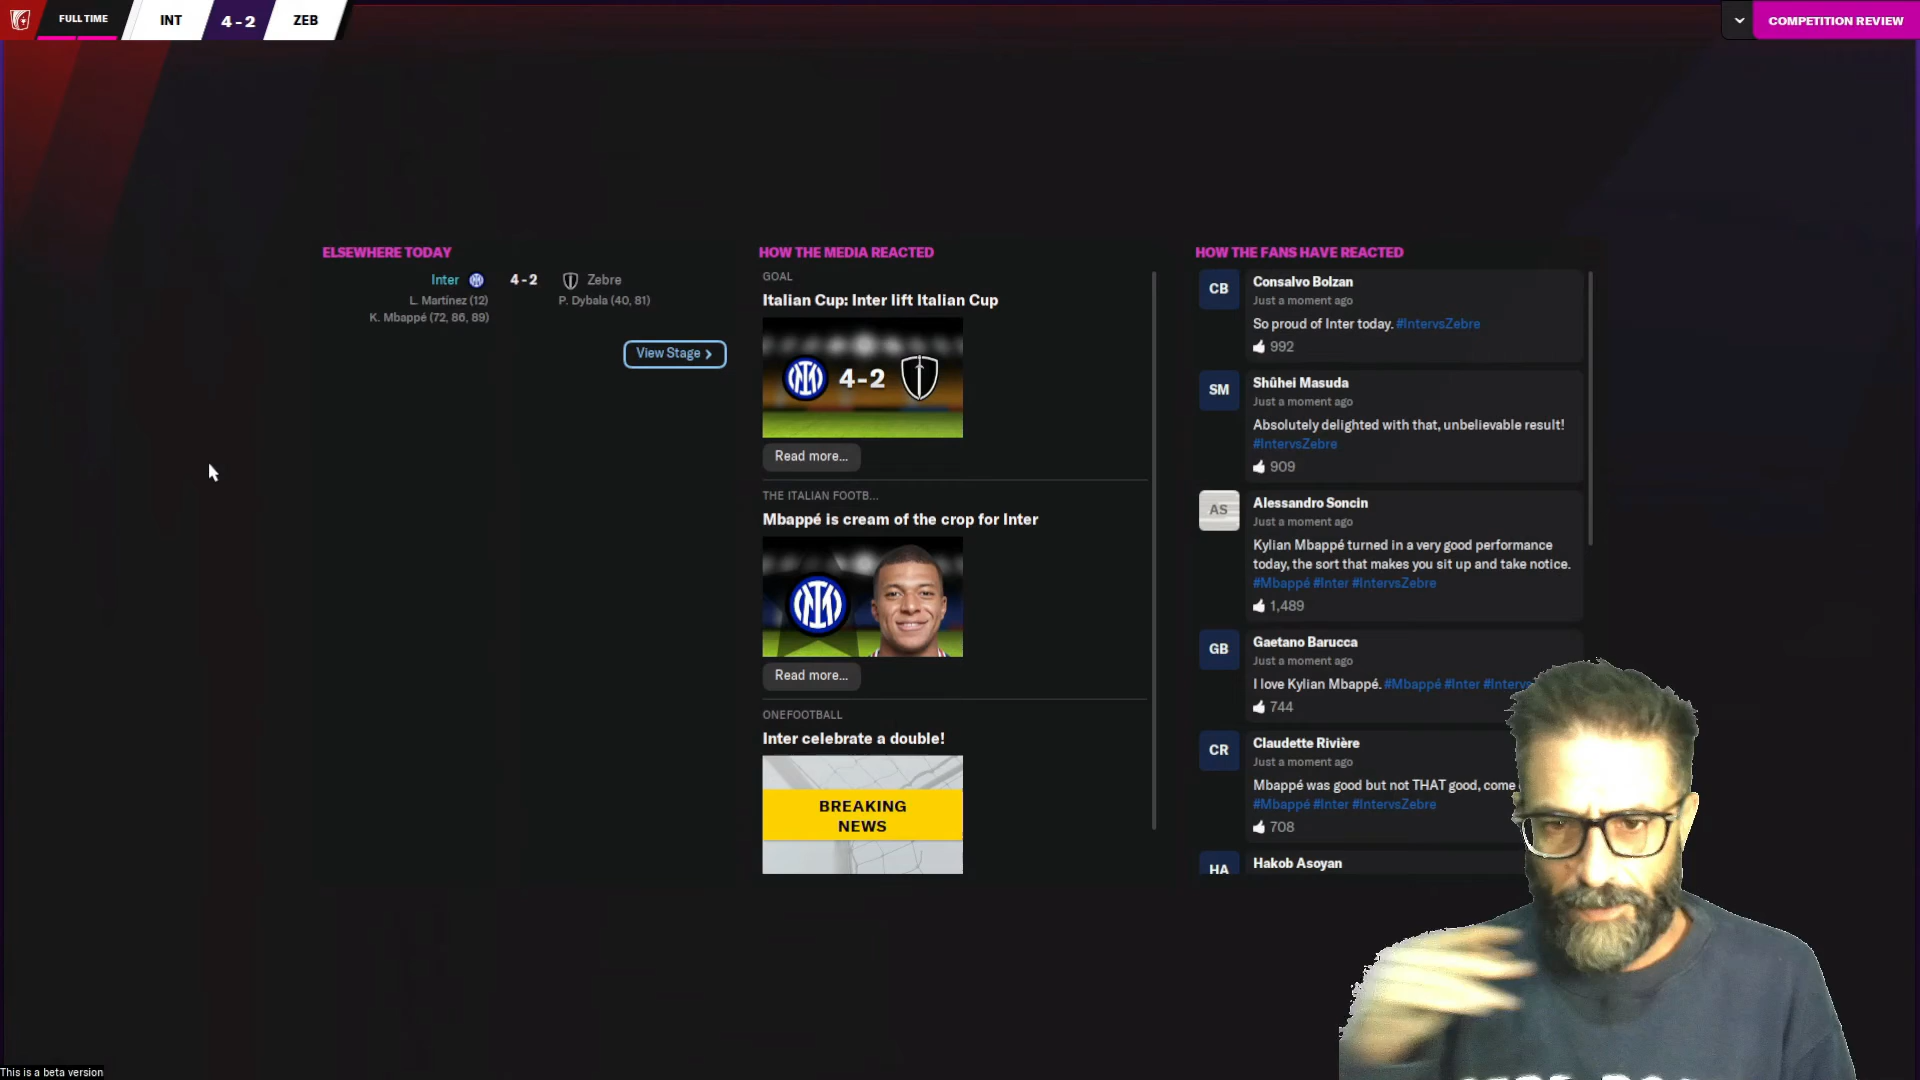 FULL TIME
INT 4 - 2 ZEB
COMPETITION REVIEW
ELSEWHERE TODAY
Inter 4 - 2 Zebre
L. Martínez (12)
P. Dybala (40, 81)
K. Mbappé (72, 86, 89)
View Stage
HOW THE MEDIA REACTED
GOAL
Italian Cup: Inter lift Italian Cup
4-2
Read more...
THE ITALIAN FOOTB...
Mbappé is cream of the crop for Inter
Read more...
ONEFOOTBALL
Inter celebrate a double!
BREAKING
NEWS
HOW THE FANS HAVE REACTED
CB
Consalvo Bolzan
Just a moment ago
So proud of Inter today. #IntervsZebre
992
SM
Shûhei Masuda
Just a moment ago
Absolutely delighted with that, unbelievable result!
#IntervsZebre
909
AS
Alessandro Soncin
Just a moment ago
Kylian Mbappé turned in a very good performance
today, the sort that makes you sit up and take notice.
#Mbappé #Inter #IntervsZebre
1,489
GB
Gaetano Barucca
Just a moment ago
I love Kylian Mbappé. #Mbappé #Inter #Intervs
744
CR
Claudette Rivière
Just a moment ago
Mbappé was good but not THAT good, come
#Mbappé #Inter #IntervsZebre
708
HA
Hakob Asoyan
This is a beta version